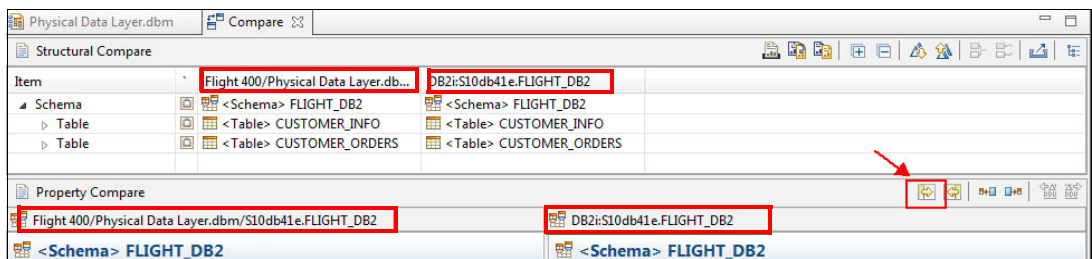 Physical Data Layer.dbm Compare
Structural Compare
Item Flight 400/Physical Data Layer.db... DB2i:S10db41e.FLIGHT_DB2
Schema <Schema> FLIGHT_DB2 <Schema> FLIGHT_DB2
Table <Table> CUSTOMER_INFO <Table> CUSTOMER_INFO
Table <Table> CUSTOMER_ORDERS <Table> CUSTOMER_ORDERS
Property Compare
Flight 400/Physical Data Layer.dbm/S10db41e.FLIGHT_DB2 DB2i:S10db41e.FLIGHT_DB2
<Schema> FLIGHT_DB2 <Schema> FLIGHT_DB2